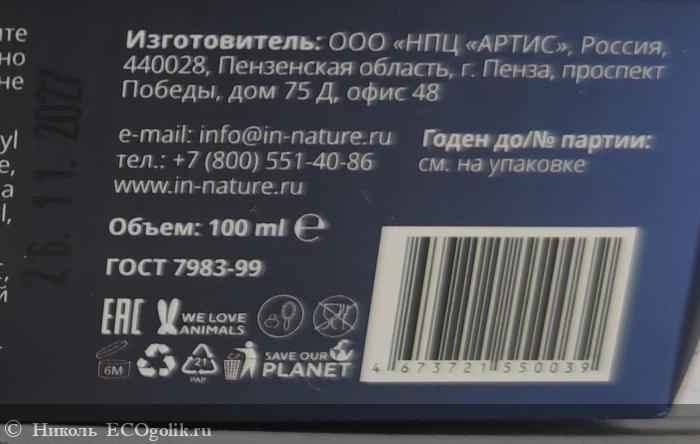 Изготовитель: ООО «НПЦ «АРТИС», Россия,
440028, Пензенская область, г. Пенза, проспект
Победы, дом 75 Д, офис 48
e-mail: info@in-nature.ru
тел.: +7 (800) 551-40-86
www.in-nature.ru
Годен до/№ партии:
см. на упаковке
Объем: 100 ml ℮
ГОСТ 7983-99
26.11.2027
EAC
WE LOVE
ANIMALS
6M
21
PAP
SAVE OUR
PLANET
4 673721 550039
© Николь ECOgolik.ru